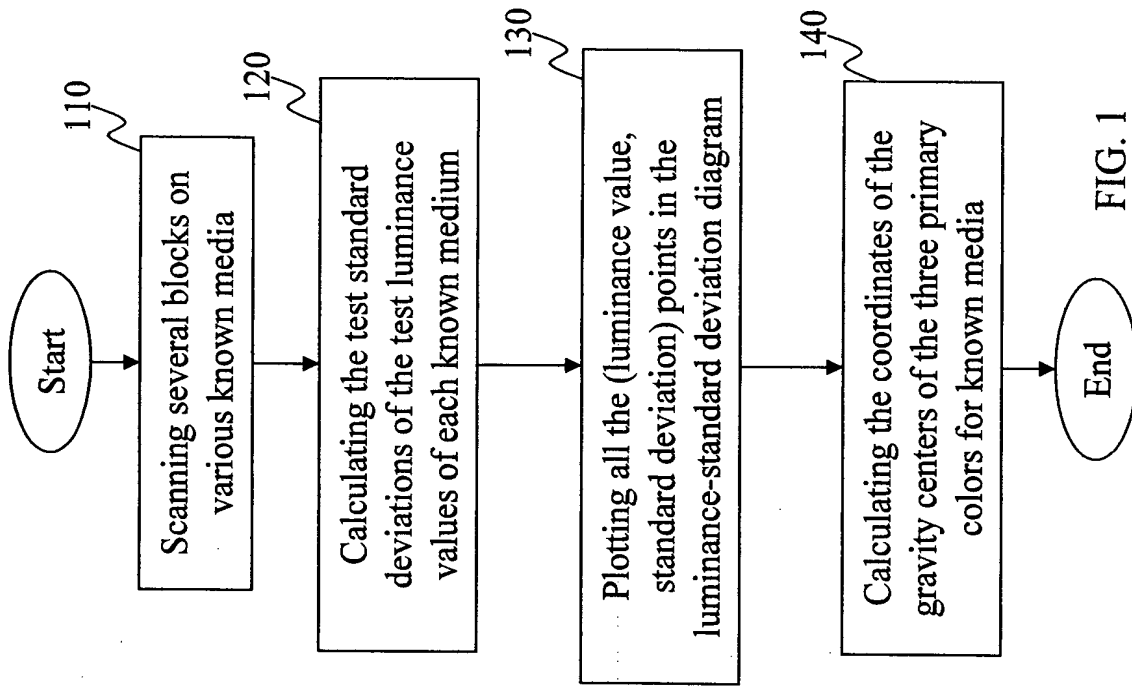 Start
110
Scanning several blocks on
various known media
120
Calculating the test standard
deviations of the test luminance
values of each known medium
130
Plotting all the (luminance value,
standard deviation) points in the
luminance-standard deviation diagram
140
Calculating the coordinates of the
gravity centers of the three primary
colors for known media
End
FIG. 1